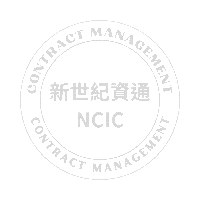 CONTRACT MANAGEMENT
新世紀資通
NCIC
CONTRACT MANAGEMENT